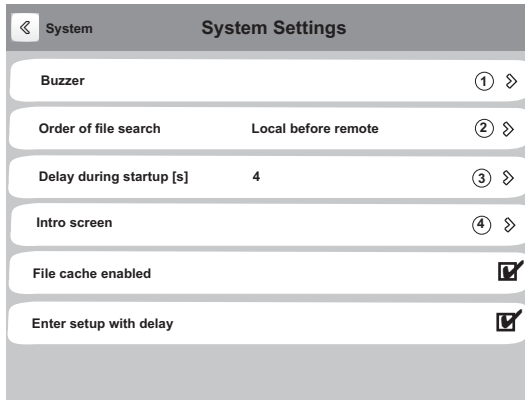 System System Settings
Buzzer 1
Order of file search Local before remote 2
Delay during startup [s] 4 3
Intro screen 4
File cache enabled
Enter setup with delay